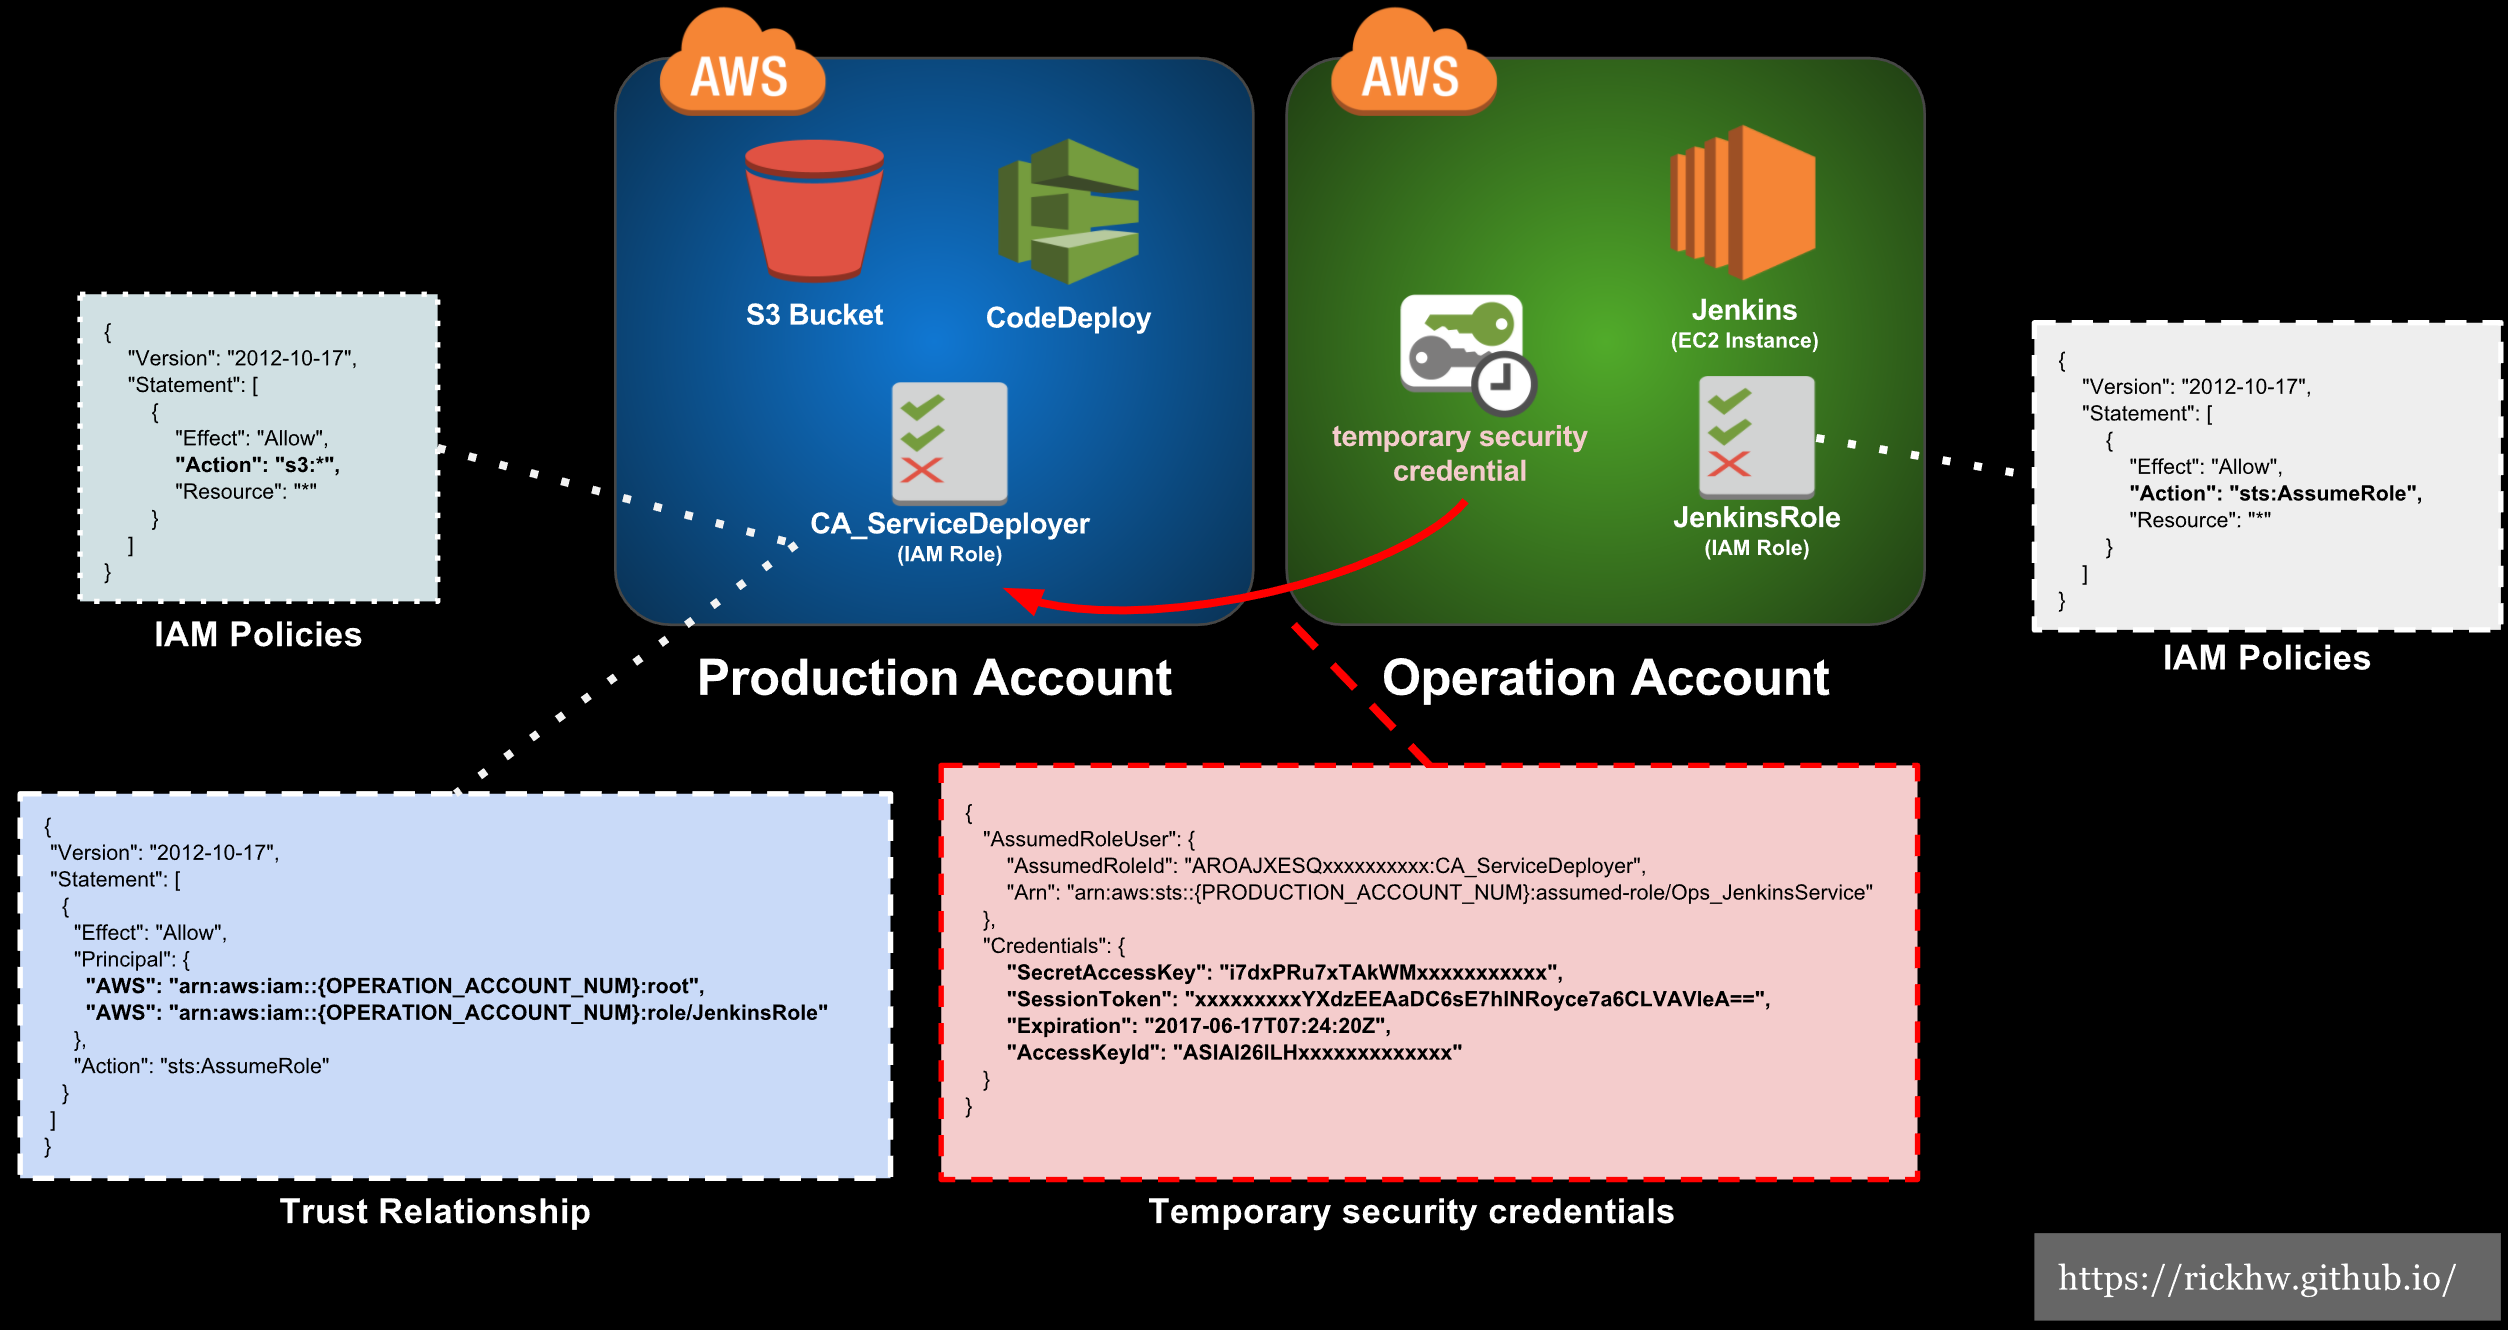 AWS
AWS
S3 Bucket
CodeDeploy
Jenkins
(EC2 Instance)
temporary security
credential
CA_ServiceDeployer
(IAM Role)
JenkinsRole
(IAM Role)
Production Account
Operation Account
{
"Version": "2012-10-17",
"Statement": [
{
"Effect": "Allow",
"Action": "s3:*",
"Resource": "*"
}
]
}
IAM Policies
{
"Version": "2012-10-17",
"Statement": [
{
"Effect": "Allow",
"Action": "sts:AssumeRole",
"Resource": "*"
}
]
}
IAM Policies
{
"Version": "2012-10-17",
"Statement": [
{
"Effect": "Allow",
"Principal": {
"AWS": "arn:aws:iam::{OPERATION_ACCOUNT_NUM}:root",
"AWS": "arn:aws:iam::{OPERATION_ACCOUNT_NUM}:role/JenkinsRole"
},
"Action": "sts:AssumeRole"
}
]
}
Trust Relationship
{
"AssumedRoleUser": {
"AssumedRoleId": "AROAJXESQxxxxxxxxxx:CA_ServiceDeployer",
"Arn": "arn:aws:sts::{PRODUCTION_ACCOUNT_NUM}:assumed-role/Ops_JenkinsService"
},
"Credentials": {
"SecretAccessKey": "i7dxPRu7xTAkWMxxxxxxxxxxx",
"SessionToken": "xxxxxxxxxYXdzEEAaDC6sE7hINRoyce7a6CLVAVIeA==",
"Expiration": "2017-06-17T07:24:20Z",
"AccessKeyId": "ASIAI26ILHxxxxxxxxxxxxx"
}
}
Temporary security credentials
https://rickhw.github.io/